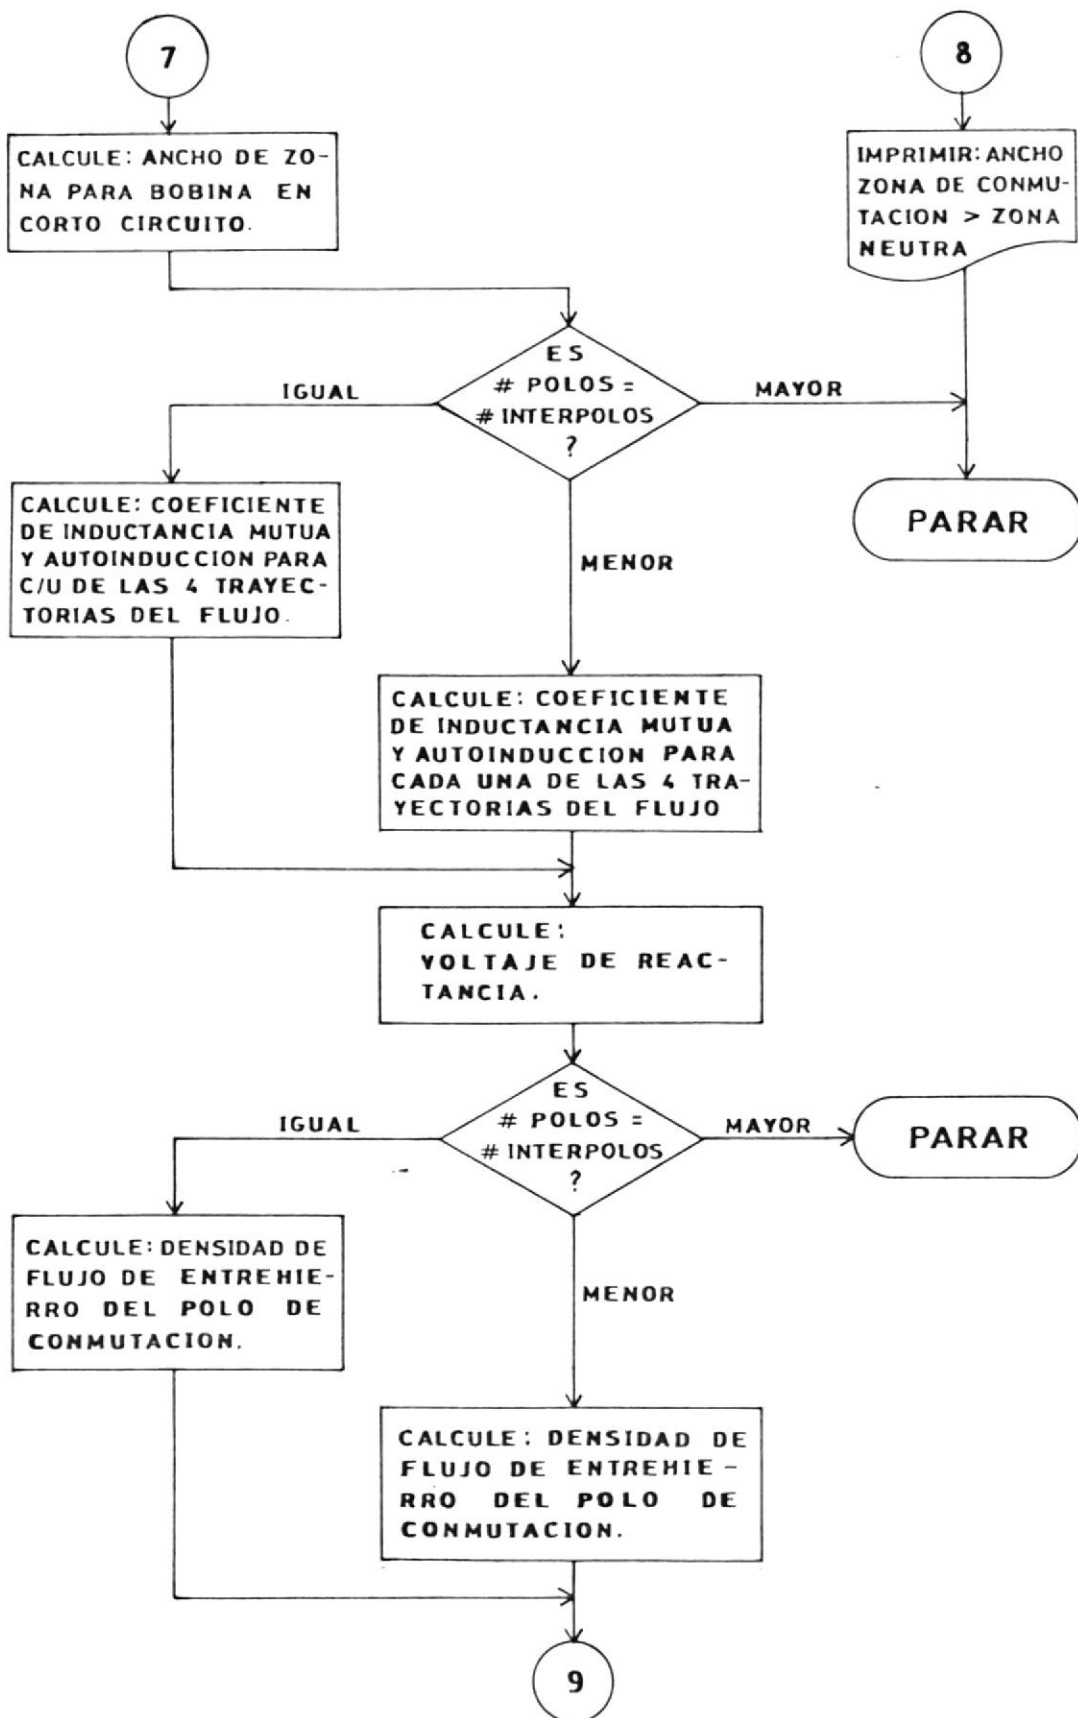 7
CALCULE: ANCHO DE ZO-
NA PARA BOBINA EN
CORTO CIRCUITO.
8
IMPRIMIR: ANCHO
ZONA DE CONMU-
TACION > ZONA
NEUTRA
ES
# POLOS =
# INTERPOLOS
?
IGUAL
MAYOR
MENOR
PARAR
CALCULE: COEFICIENTE
DE INDUCTANCIA MUTUA
Y AUTOINDUCCION PARA
C/U DE LAS 4 TRAYEC-
TORIAS DEL FLUJO.
CALCULE: COEFICIENTE
DE INDUCTANCIA MUTUA
Y AUTOINDUCCION PARA
CADA UNA DE LAS 4 TRA-
YECTORIAS DEL FLUJO
CALCULE:
VOLTAJE DE REAC-
TANCIA.
ES
# POLOS =
# INTERPOLOS
?
IGUAL
MAYOR
MENOR
PARAR
CALCULE: DENSIDAD DE
FLUJO DE ENTREHIE-
RRO DEL POLO DE
CONMUTACION.
CALCULE: DENSIDAD DE
FLUJO DE ENTREHIE-
RRO DEL POLO DE
CONMUTACION.
9